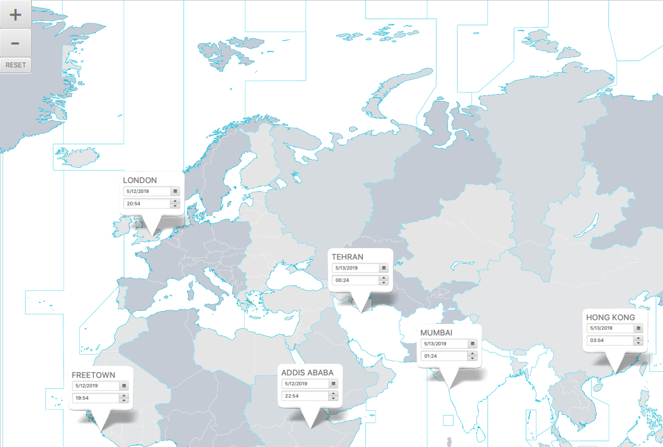 +
-
RESET
LONDON
5/12/2019
20:54
TEHRAN
5/13/2019
00:24
MUMBAI
5/13/2019
01:24
HONG KONG
5/13/2019
03:54
FREETOWN
5/12/2019
19:54
ADDIS ABABA
5/12/2019
22:54